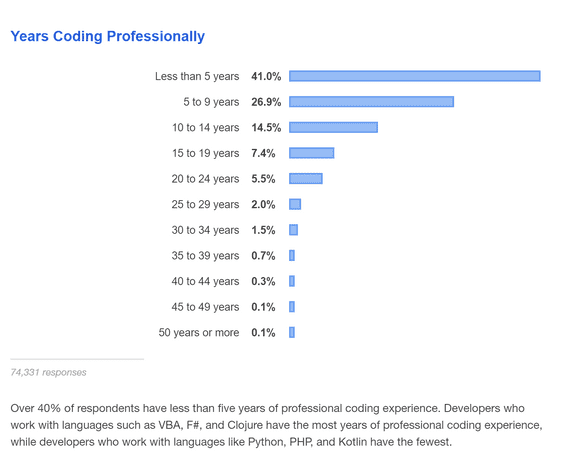 Years Coding Professionally
Less than 5 years 41.0%
5 to 9 years 26.9%
10 to 14 years 14.5%
15 to 19 years 7.4%
20 to 24 years 5.5%
25 to 29 years 2.0%
30 to 34 years 1.5%
35 to 39 years 0.7%
40 to 44 years 0.3%
45 to 49 years 0.1%
50 years or more 0.1%
74,331 responses
Over 40% of respondents have less than five years of professional coding experience. Developers who
work with languages such as VBA, F#, and Clojure have the most years of professional coding experience,
while developers who work with languages like Python, PHP, and Kotlin have the fewest.